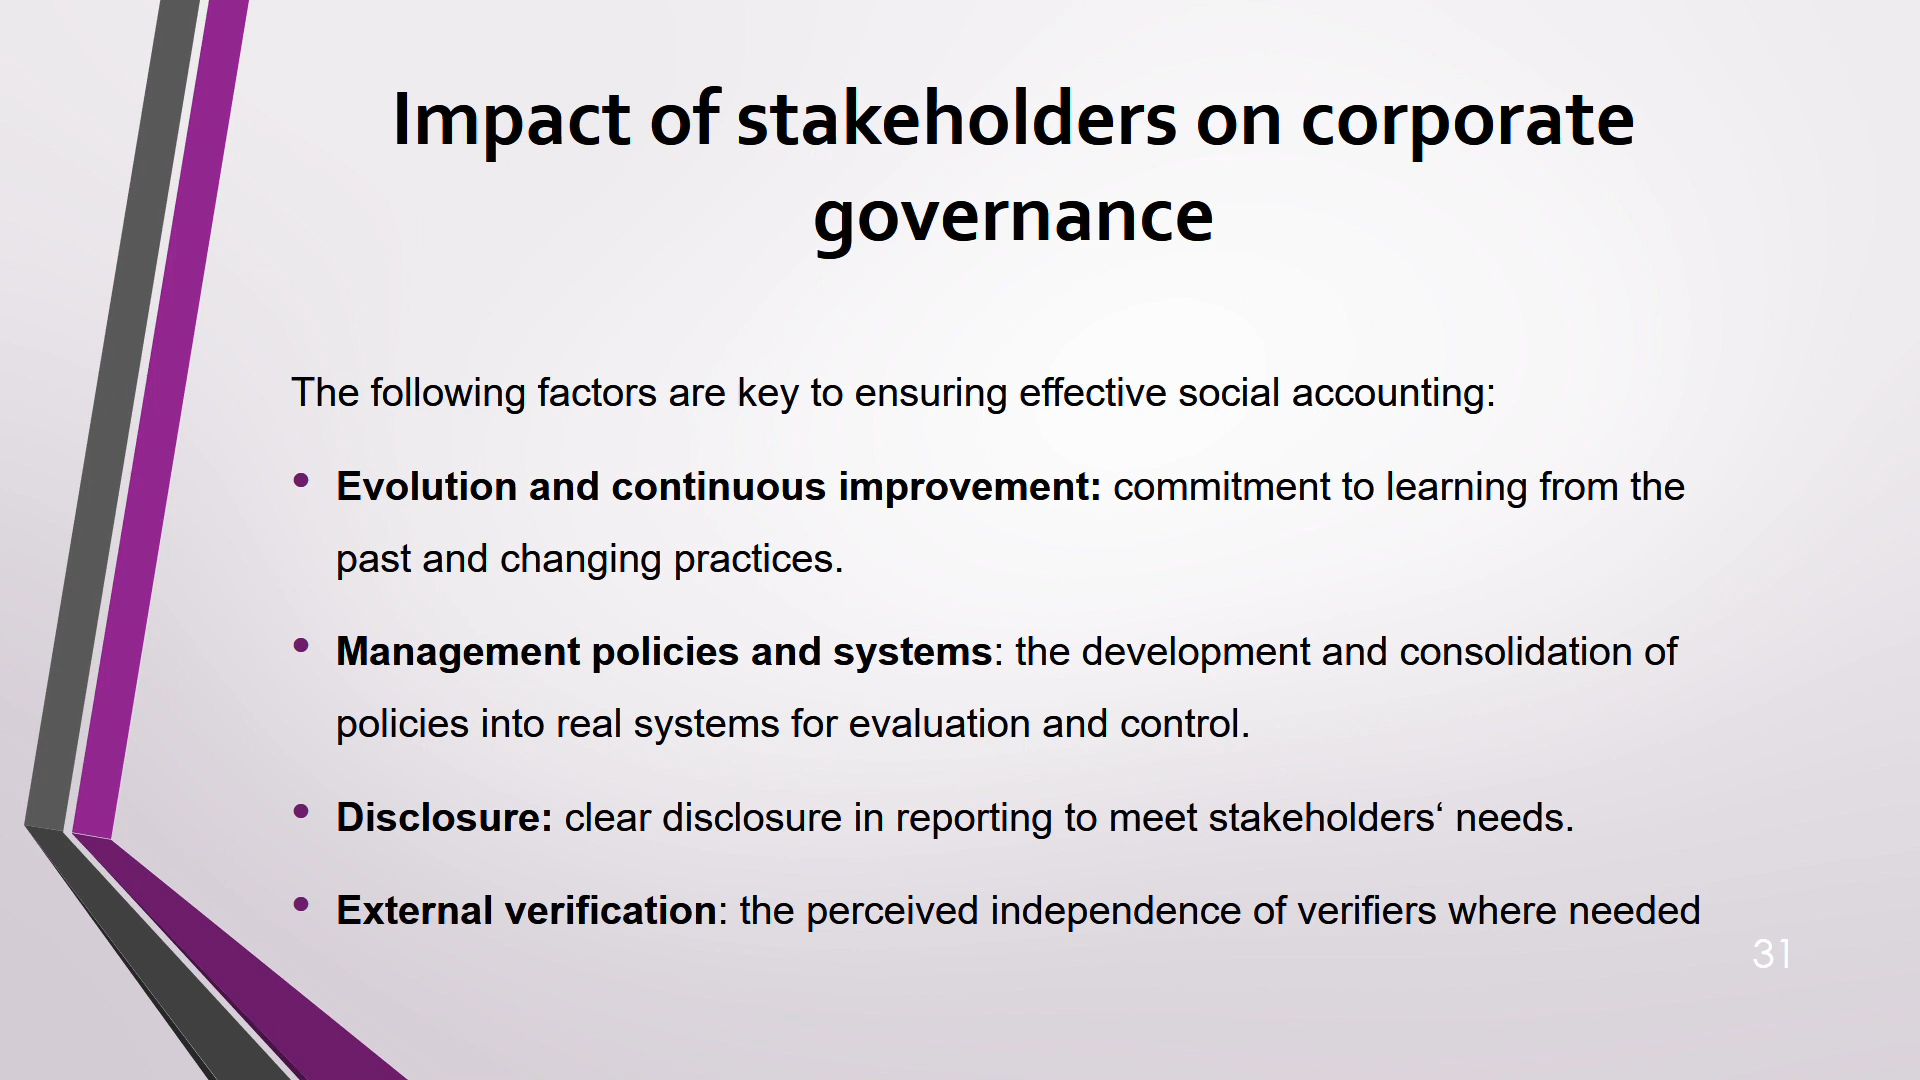 Impact of stakeholders on corporate
governance
The following factors are key to ensuring effective social accounting:
• Evolution and continuous improvement: commitment to learning from the
past and changing practices.
• Management policies and systems: the development and consolidation of
policies into real systems for evaluation and control.
• Disclosure: clear disclosure in reporting to meet stakeholders‘ needs.
• External verification: the perceived independence of verifiers where needed
31